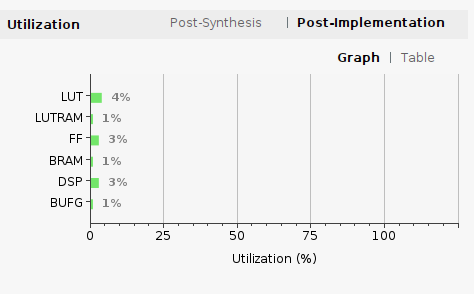 Utilization Post-Synthesis | Post-Implementation
Graph | Table
LUT 4%
LUTRAM 1%
FF 3%
BRAM 1%
DSP 3%
BUFG 1%
0 25 50 75 100
Utilization (%)